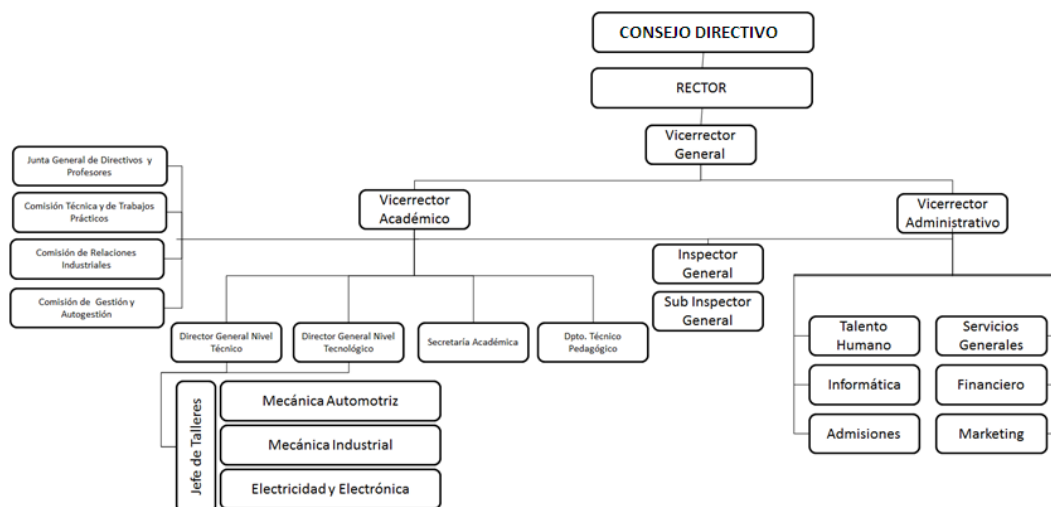 CONSEJO DIRECTIVO
RECTOR
Vicerrector
General
Junta General de Directivos y
Profesores
Comisión Técnica y de Trabajos
Prácticos
Comisión de Relaciones
Industriales
Comisión de Gestión y
Autogestión
Vicerrector
Académico
Vicerrector
Administrativo
Inspector
General
Sub Inspector
General
Director General Nivel
Técnico
Director General Nivel
Tecnológico
Secretaría Académica
Dpto. Técnico
Pedagógico
Talento
Humano
Servicios
Generales
Informática
Financiero
Admisiones
Marketing
Jefe de Talleres
Mecánica Automotriz
Mecánica Industrial
Electricidad y Electrónica